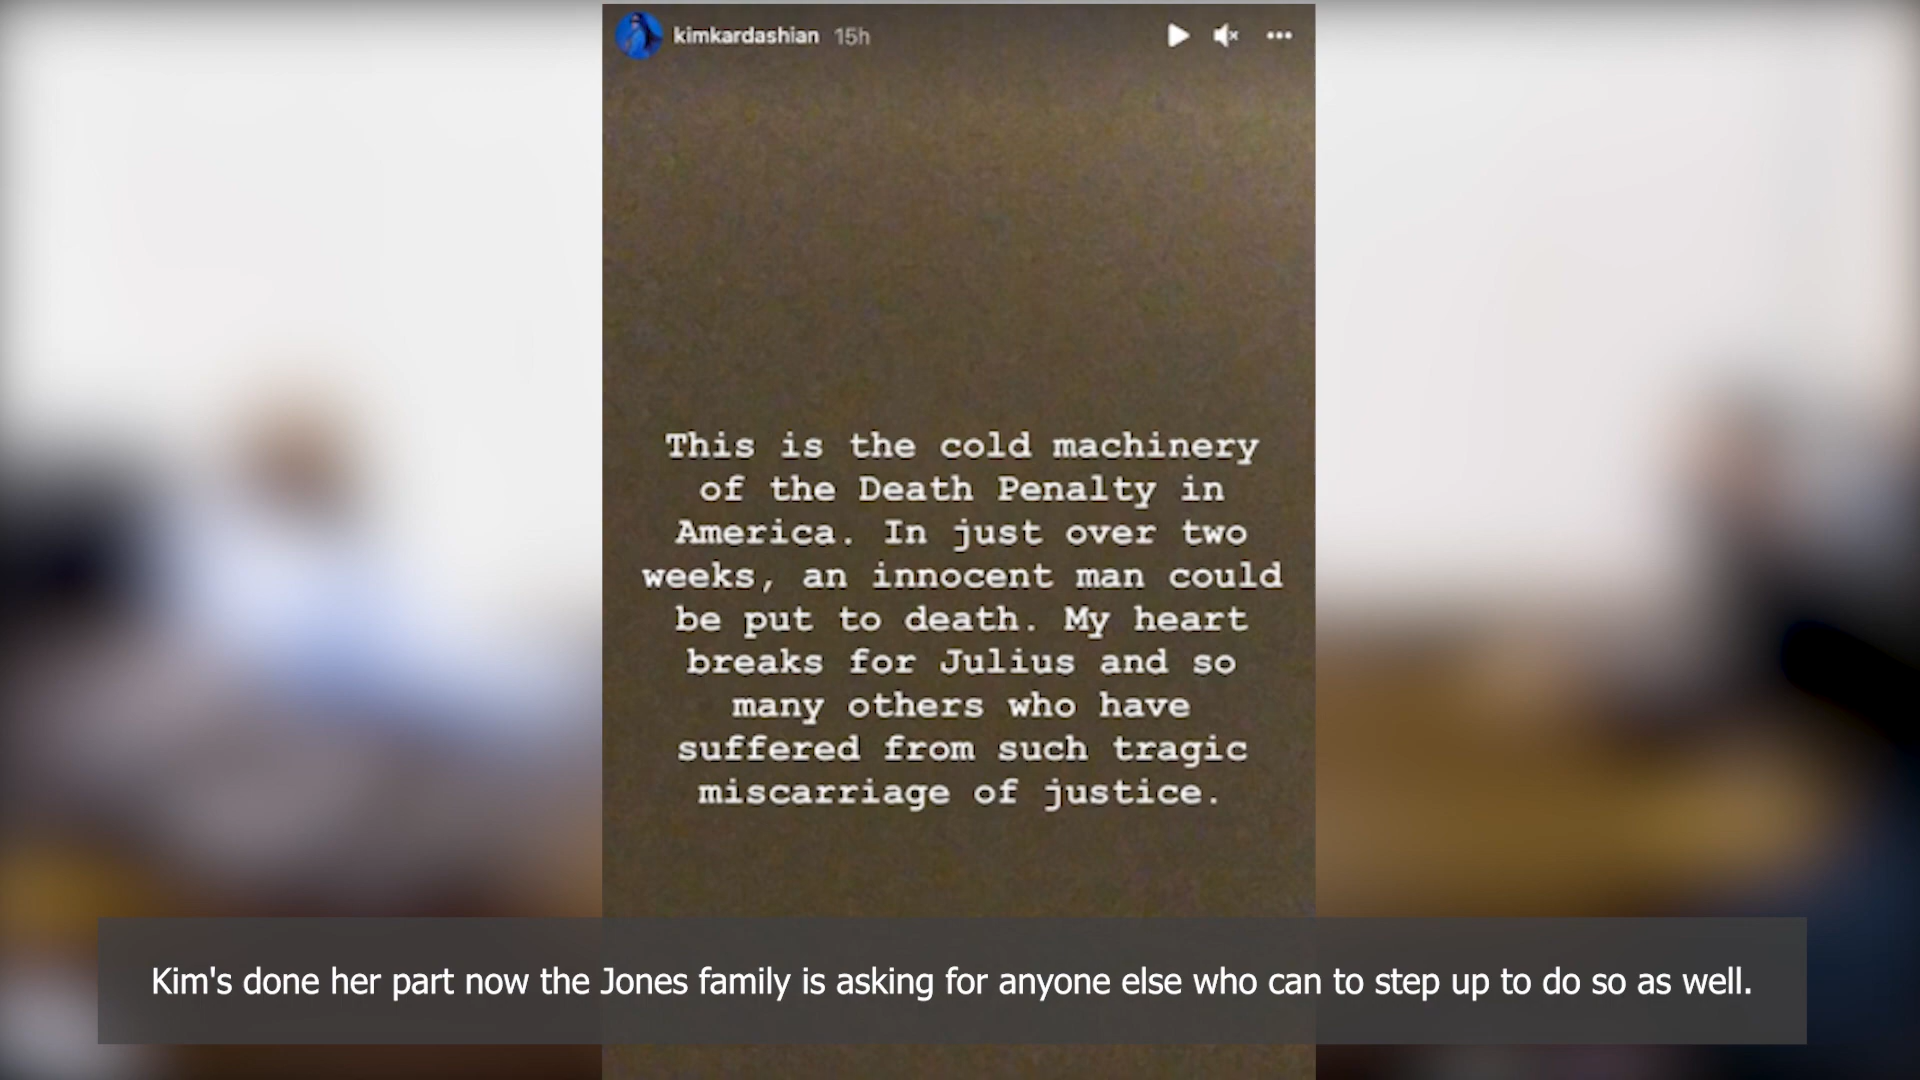 kimkardashian 15h
This is the cold machinery
of the Death Penalty in
America. In just over two
weeks, an innocent man could
be put to death. My heart
breaks for Julius and so
many others who have
suffered from such tragic
miscarriage of justice.
Kim's done her part now the Jones family is asking for anyone else who can to step up to do so as well.